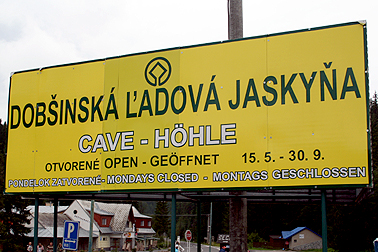 DOBŠINSKÁ ĽADOVÁ JASKYŇA
CAVE - HÖHLE
OTVORENÉ OPEN - GEÖFFNET 15. 5. - 30. 9.
PONDELOK ZATVORENÉ - MONDAYS CLOSED - MONTAGS GESCHLOSSEN
P